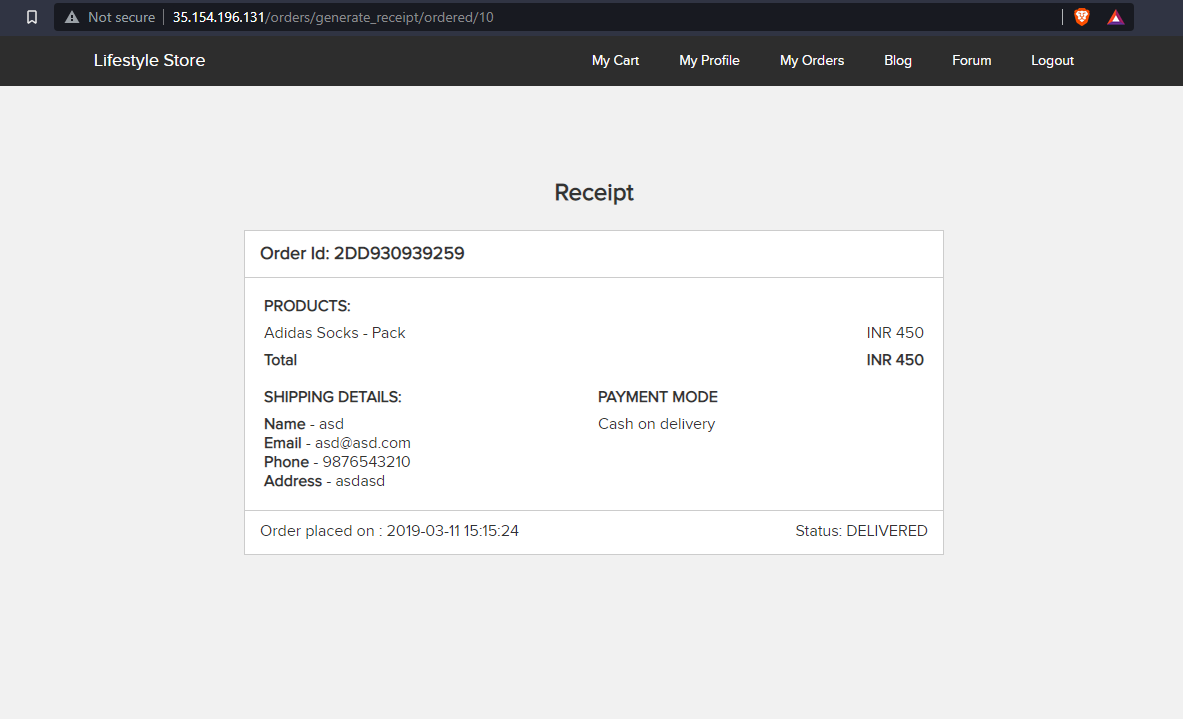 Not secure 35.154.196.131/orders/generate_receipt/ordered/10
Lifestyle Store My Cart My Profile My Orders Blog Forum Logout
Receipt
Order Id: 2DD930939259
PRODUCTS:
Adidas Socks - Pack INR 450
Total INR 450
SHIPPING DETAILS: PAYMENT MODE
Name - asd Cash on delivery
Email - asd@asd.com
Phone - 9876543210
Address - asdasd
Order placed on : 2019-03-11 15:15:24 Status: DELIVERED